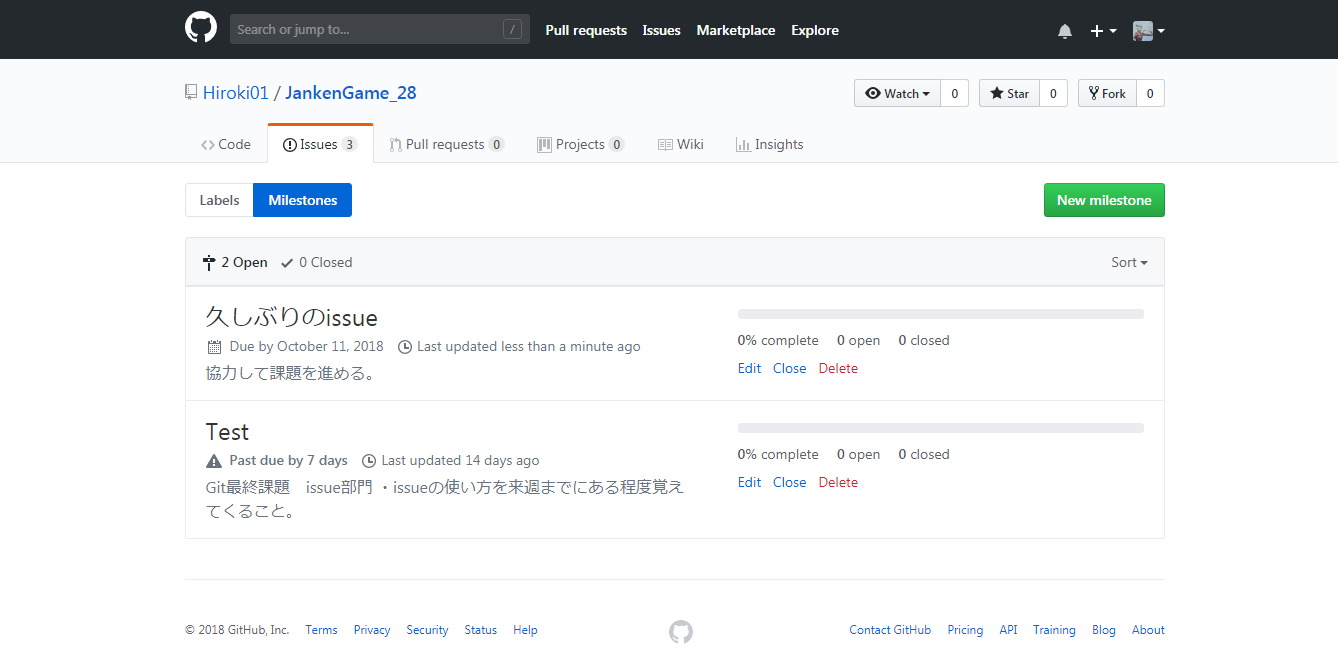 Search or jump to... / Pull requests Issues Marketplace Explore
Hiroki01 / JankenGame_28 Watch 0 Star 0 Fork 0
Code Issues 3 Pull requests 0 Projects 0 Wiki Insights
Labels Milestones New milestone
2 Open 0 Closed Sort
久しぶりのissue
Due by October 11, 2018 Last updated less than a minute ago
協力して課題を進める。
0% complete 0 open 0 closed
Edit Close Delete
Test
Past due by 7 days Last updated 14 days ago
Git最終課題　issue部門 ・issueの使い方を来週までにある程度覚え
てくること。
0% complete 0 open 0 closed
Edit Close Delete
© 2018 GitHub, Inc. Terms Privacy Security Status Help Contact GitHub Pricing API Training Blog About